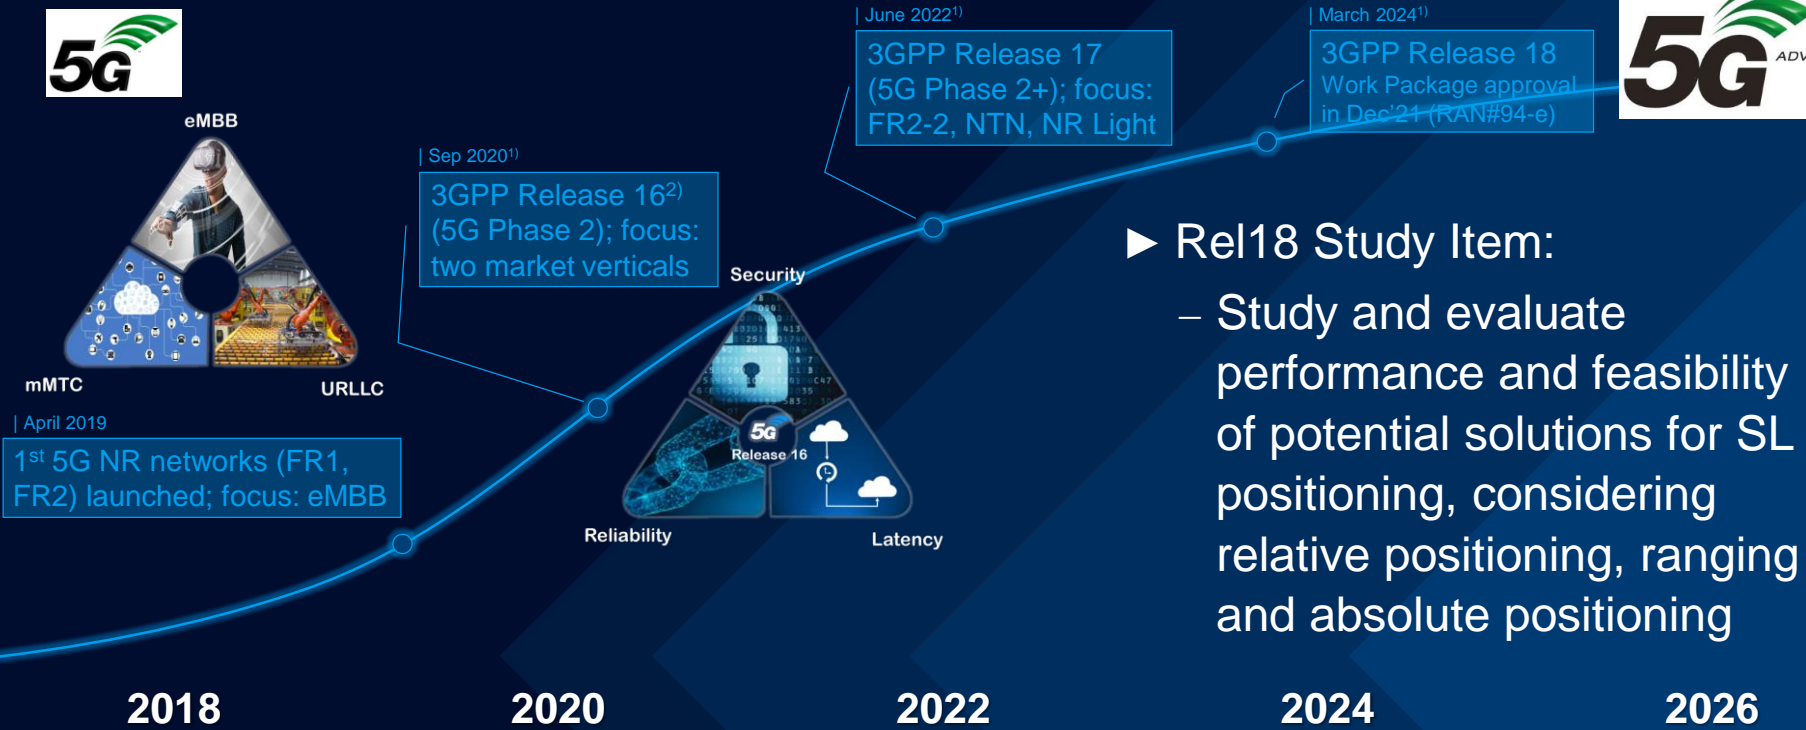 5G
eMBB
mMTC
URLLC
| April 2019
1st 5G NR networks (FR1,
FR2) launched; focus: eMBB
| Sep 20201)
3GPP Release 162)
(5G Phase 2); focus:
two market verticals
Security
5G
Release 16
Reliability
Latency
| June 20221)
3GPP Release 17
(5G Phase 2+); focus:
FR2-2, NTN, NR Light
| March 20241)
3GPP Release 18
Work Package approval
in Dec'21 (RAN#94-e)
5G
► Rel18 Study Item:
– Study and evaluate
performance and feasibility
of potential solutions for SL
positioning, considering
relative positioning, ranging
and absolute positioning
2018 2020 2022 2024 2026